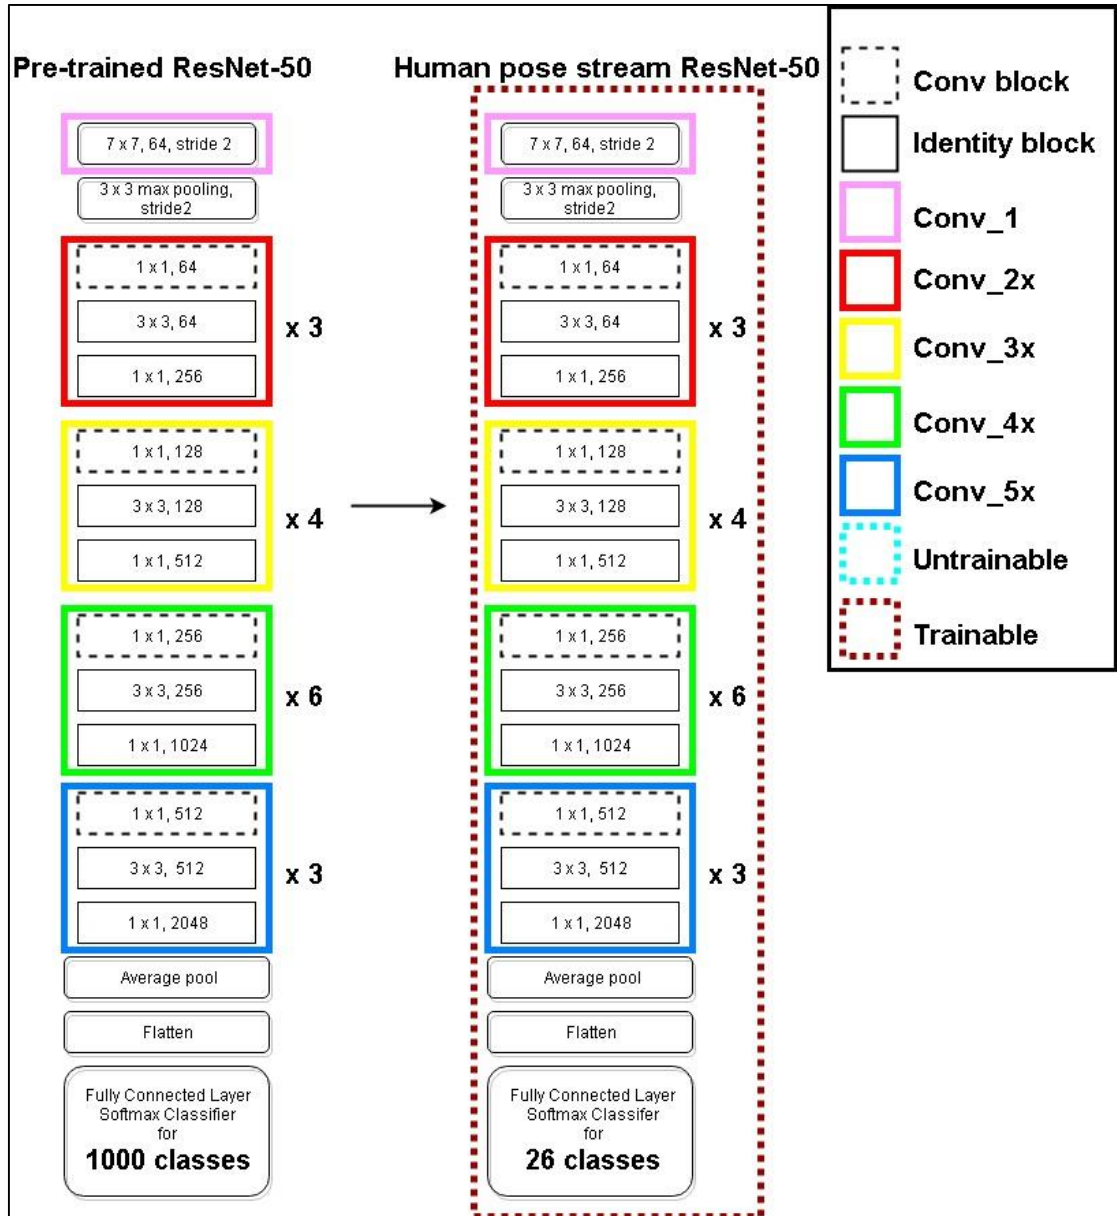 Pre-trained ResNet-50
7 x 7, 64, stride 2
3 x 3 max pooling,
stride2
1 x 1, 64
3 x 3, 64
1 x 1, 256
x 3
1 x 1, 128
3 x 3, 128
1 x 1, 512
x 4
1 x 1, 256
3 x 3, 256
1 x 1, 1024
x 6
1 x 1, 512
3 x 3, 512
1 x 1, 2048
x 3
Average pool
Flatten
Fully Connected Layer
Softmax Classifier
for
1000 classes
Human pose stream ResNet-50
7 x 7, 64, stride 2
3 x 3 max pooling,
stride2
1 x 1, 64
3 x 3, 64
1 x 1, 256
x 3
1 x 1, 128
3 x 3, 128
1 x 1, 512
x 4
1 x 1, 256
3 x 3, 256
1 x 1, 1024
x 6
1 x 1, 512
3 x 3, 512
1 x 1, 2048
x 3
Average pool
Flatten
Fully Connected Layer
Softmax Classifer
for
26 classes
Conv block
Identity block
Conv_1
Conv_2x
Conv_3x
Conv_4x
Conv_5x
Untrainable
Trainable